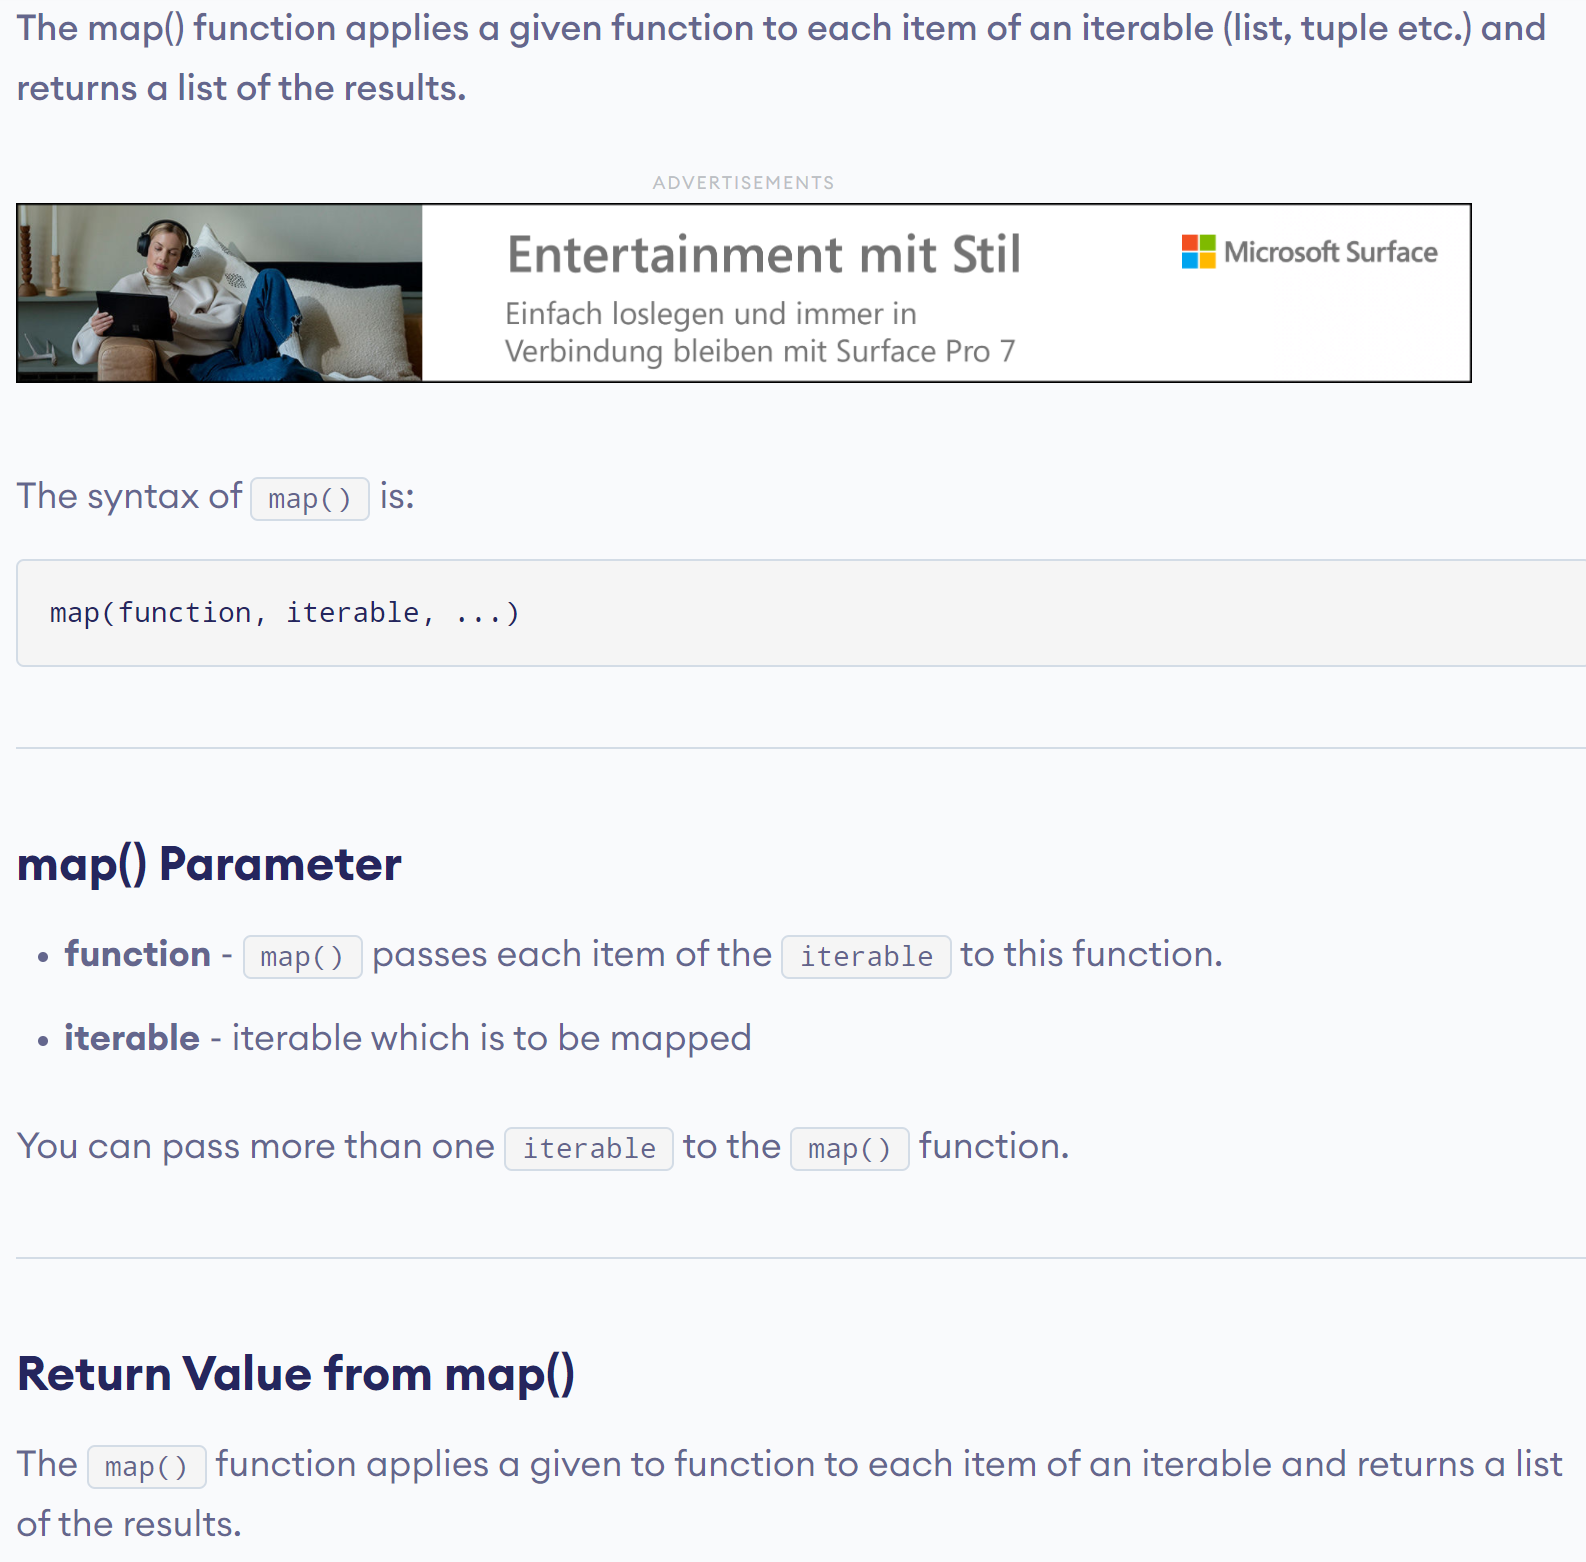 The map() function applies a given function to each item of an iterable (list, tuple etc.) and
returns a list of the results.
ADVERTISEMENTS
Entertainment mit Stil
Microsoft Surface
Einfach loslegen und immer in
Verbindung bleiben mit Surface Pro 7
The syntax of map() is:
map(function, iterable, ...)
map() Parameter
• function - map() passes each item of the iterable to this function.
• iterable - iterable which is to be mapped
You can pass more than one iterable to the map() function.
Return Value from map()
The map() function applies a given to function to each item of an iterable and returns a list
of the results.